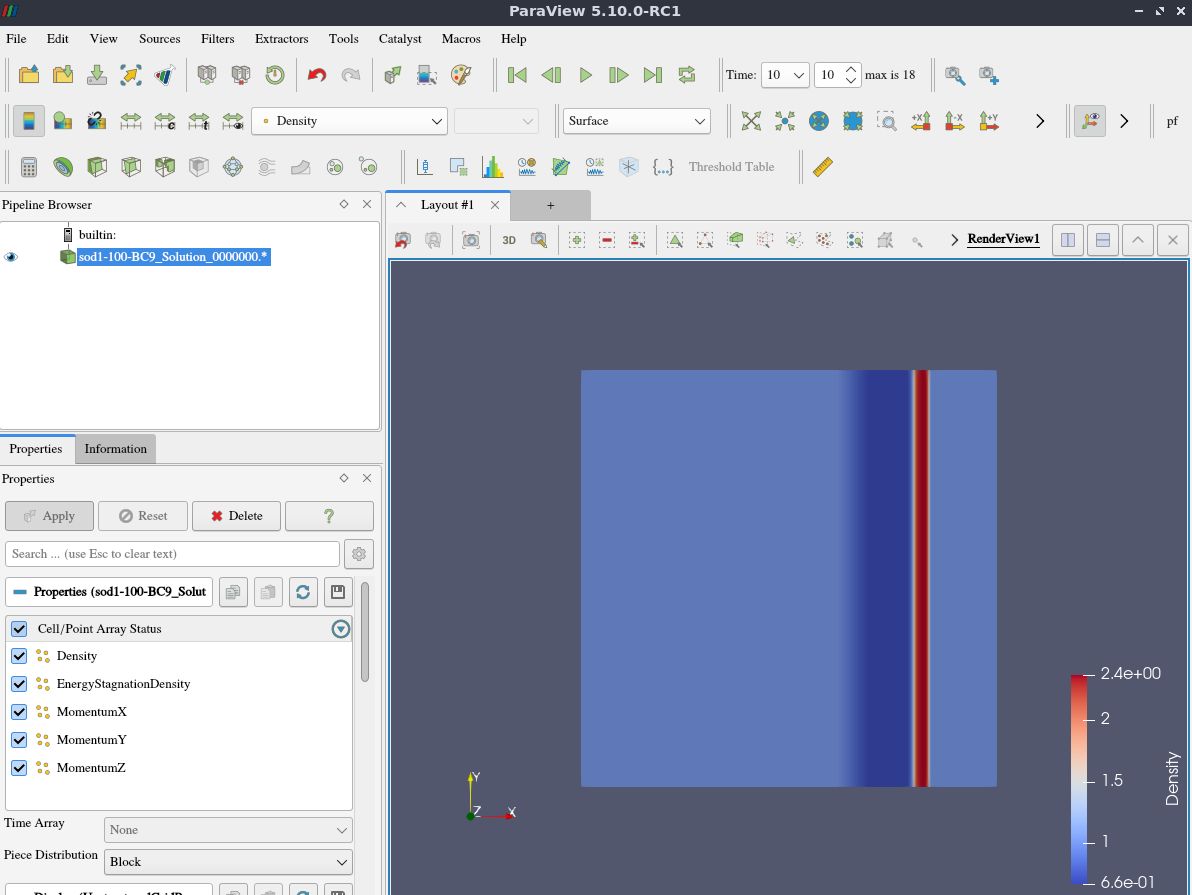 ParaView 5.10.0-RC1
File Edit View Sources Filters Extractors Tools Catalyst Macros Help
Time: 10 10 max is 18
Density Surface pf
Threshold Table
Pipeline Browser
Layout #1
builtin:
sod1-100-BC9_Solution_0000000.*
3D
RenderView1
Properties Information
Properties
Apply Reset Delete ?
Search ... (use Esc to clear text)
Properties (sod1-100-BC9_Solut
Cell/Point Array Status
Density
EnergyStagnationDensity
MomentumX
MomentumY
MomentumZ
Time Array None
Piece Distribution Block
Y
Z X
2.4e+00
2
1.5
1
6.6e-01
Density